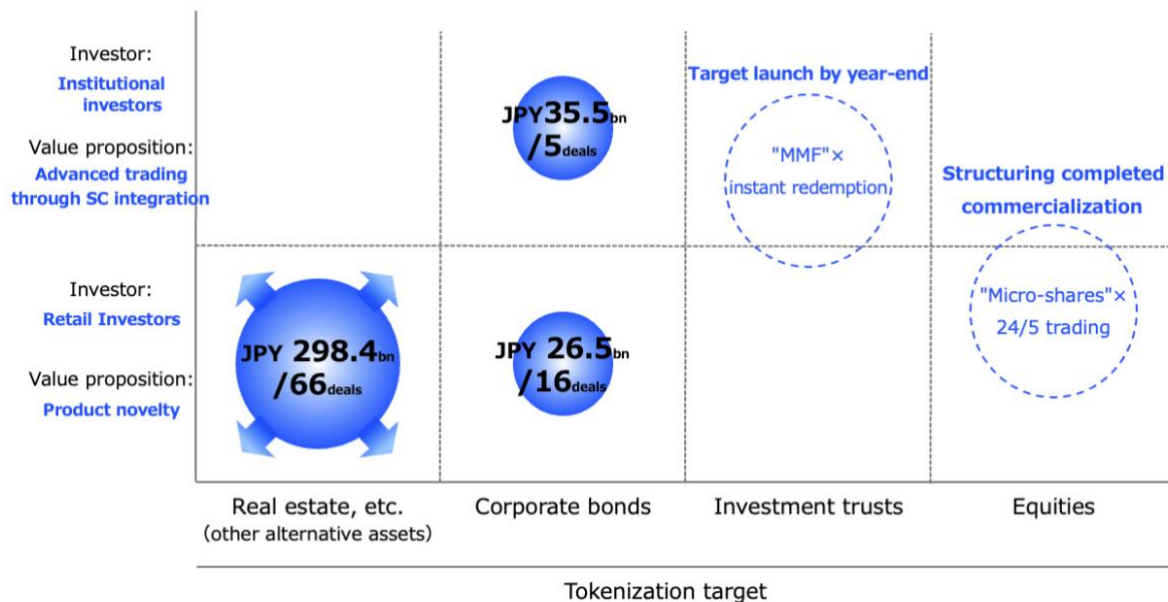 Investor:
Institutional
investors
Value proposition:
Advanced trading
through SC integration
JPY35.5bn
/5deals
Target launch by year-end
"MMF"×
instant redemption
Structuring completed
commercialization
Investor:
Retail Investors
Value proposition:
Product novelty
JPY 298.4bn
/66deals
JPY 26.5bn
/16deals
"Micro-shares"×
24/5 trading
Real estate, etc.
(other alternative assets)
Corporate bonds
Investment trusts
Equities
Tokenization target